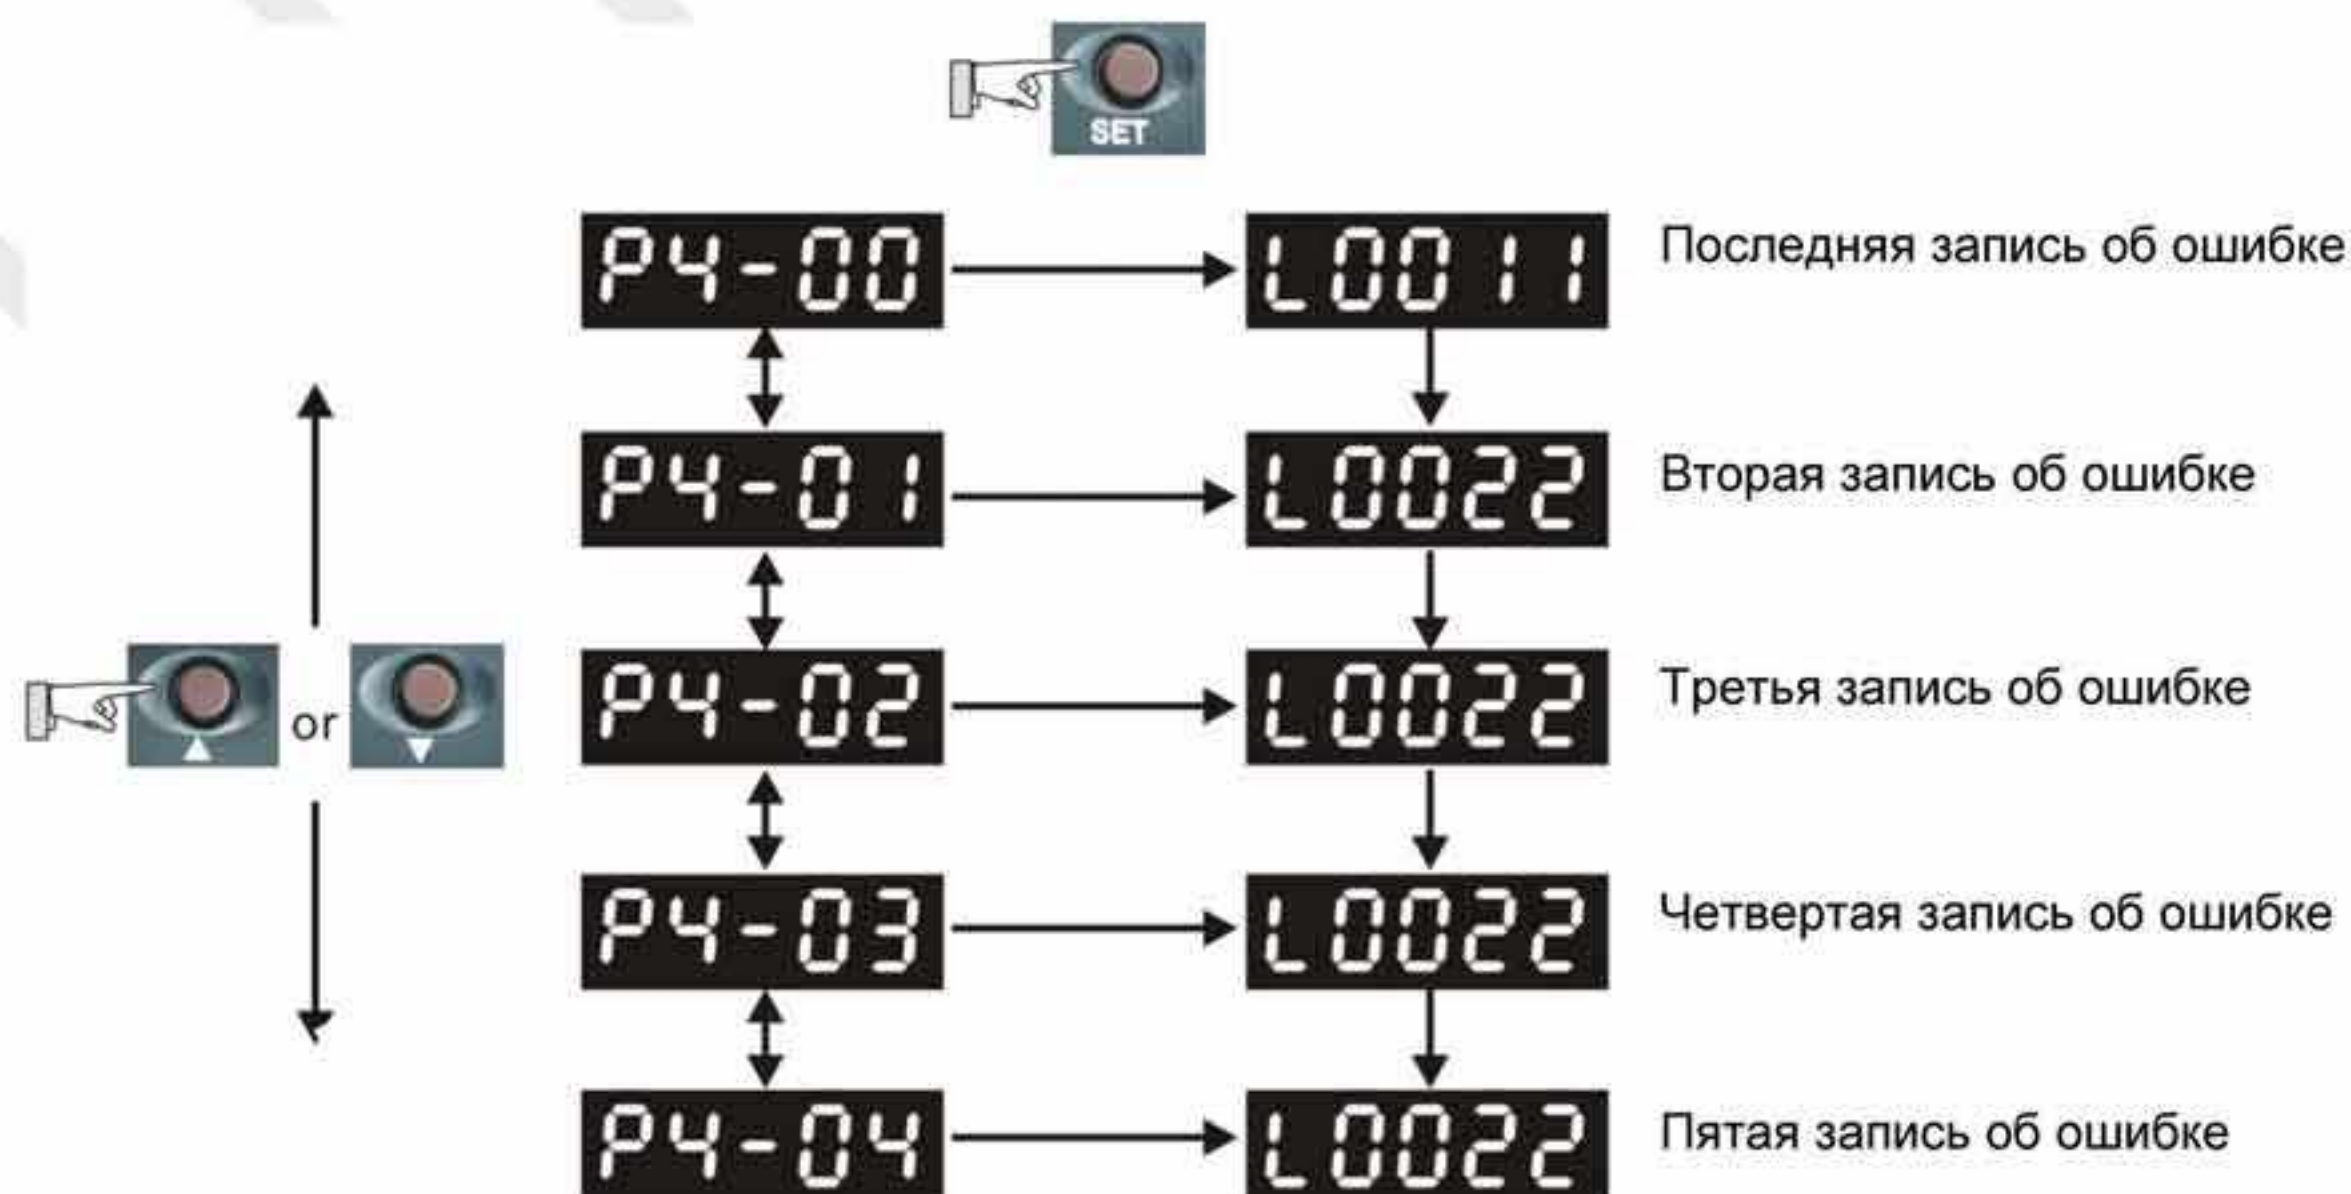 SET
P4-00 L0011 Последняя запись об ошибке
P4-01 L0022 Вторая запись об ошибке
P4-02 L0022 Третья запись об ошибке
or
P4-03 L0022 Четвертая запись об ошибке
P4-04 L0022 Пятая запись об ошибке